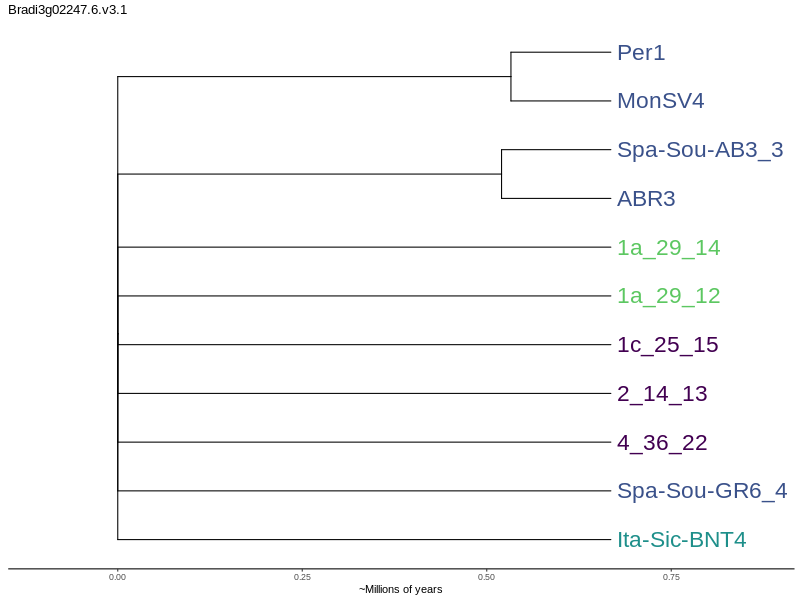 Bradi3g02247.6.v3.1
Per1
MonSV4
Spa-Sou-AB3_3
ABR3
1a_29_14
1a_29_12
1c_25_15
2_14_13
4_36_22
Spa-Sou-GR6_4
Ita-Sic-BNT4
0.00 0.25 0.50 0.75
~Millions of years